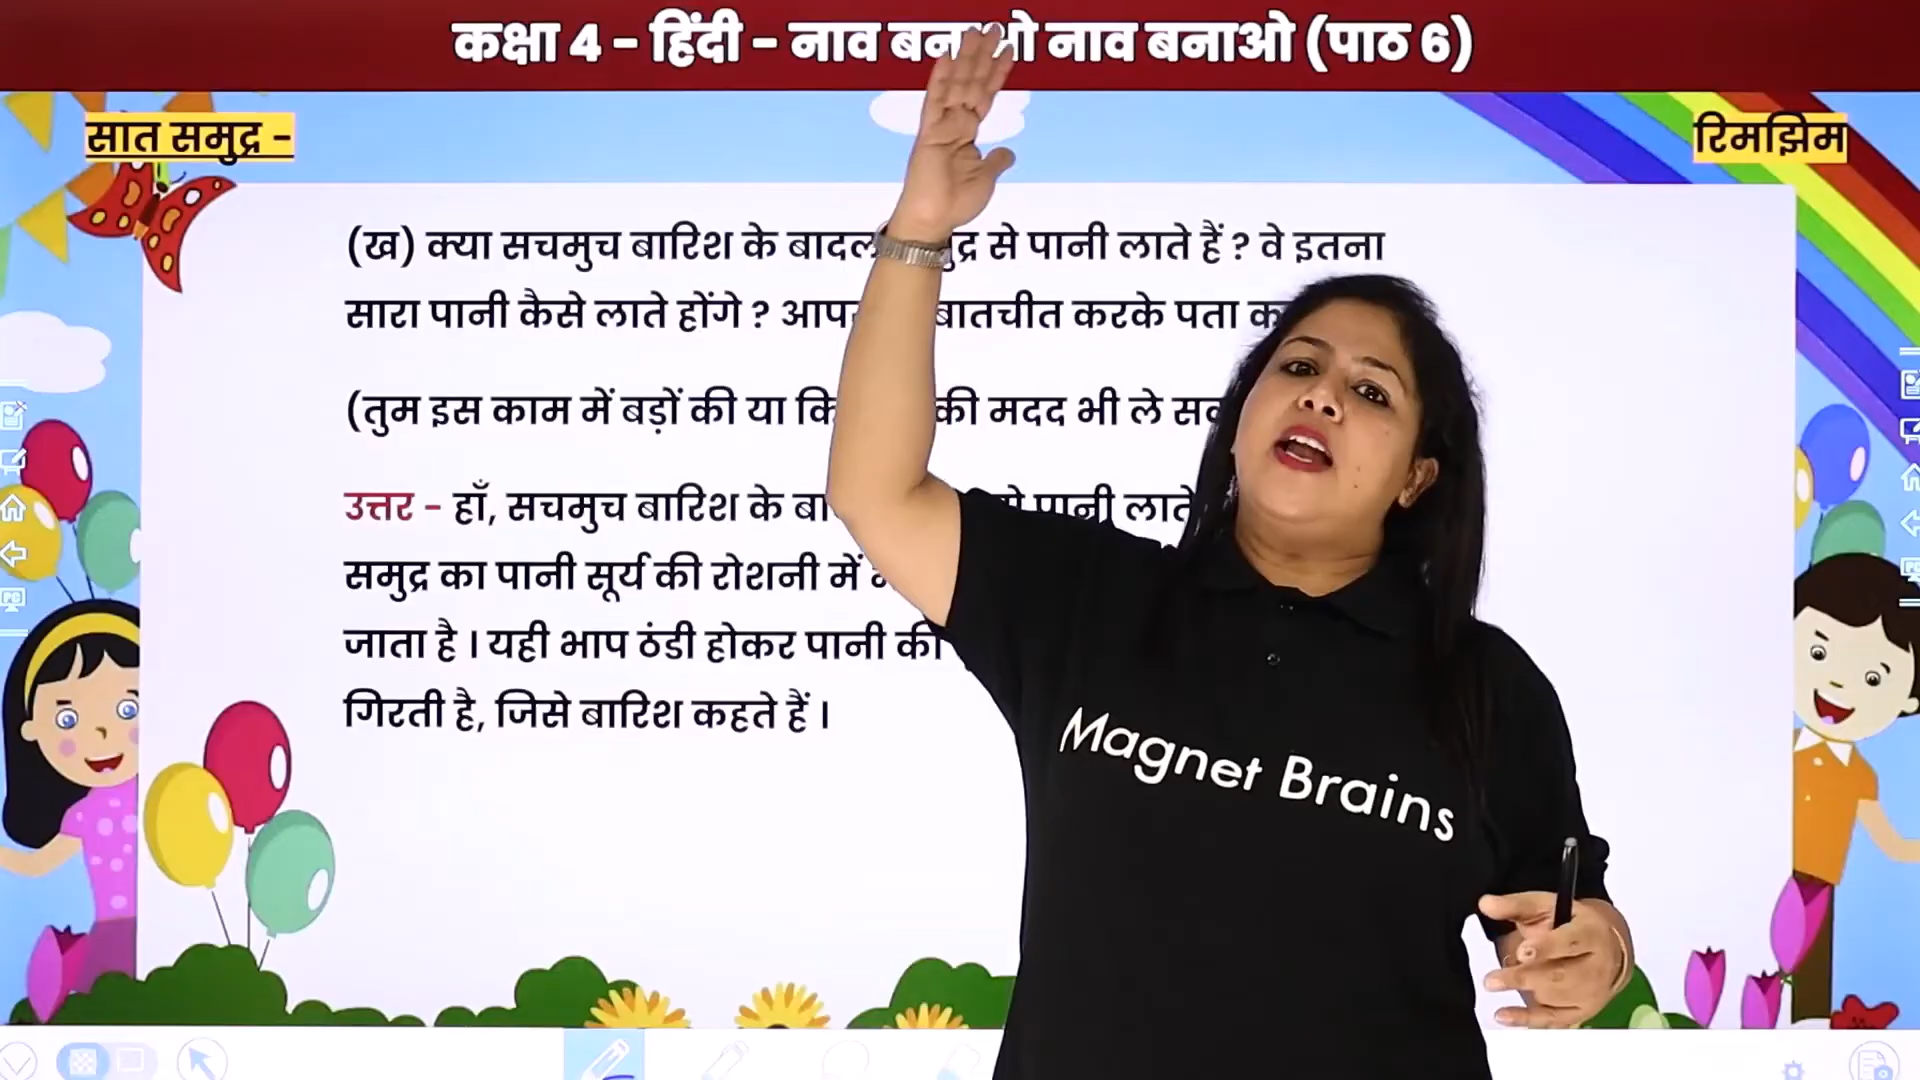 कक्षा 4 - हिंदी - नाव बनाओ नाव बनाओ (पाठ 6)
सात समुद्र -
रिमझिम
(ख) क्या सचमुच बारिश के बादल से पानी लाते हैं ? वे इतना
सारा पानी कैसे लाते होंगे ? बातचीत करके पता
(तुम इस काम में बड़ों की या की मदद भी ले
उत्तर - हाँ, सचमुच बारिश के पानी लाते
समुद्र का पानी सूर्य की रोशनी में
जाता है । यही भाप ठंडी होकर पानी की
गिरती है, जिसे बारिश कहते हैं ।
Magnet Brains